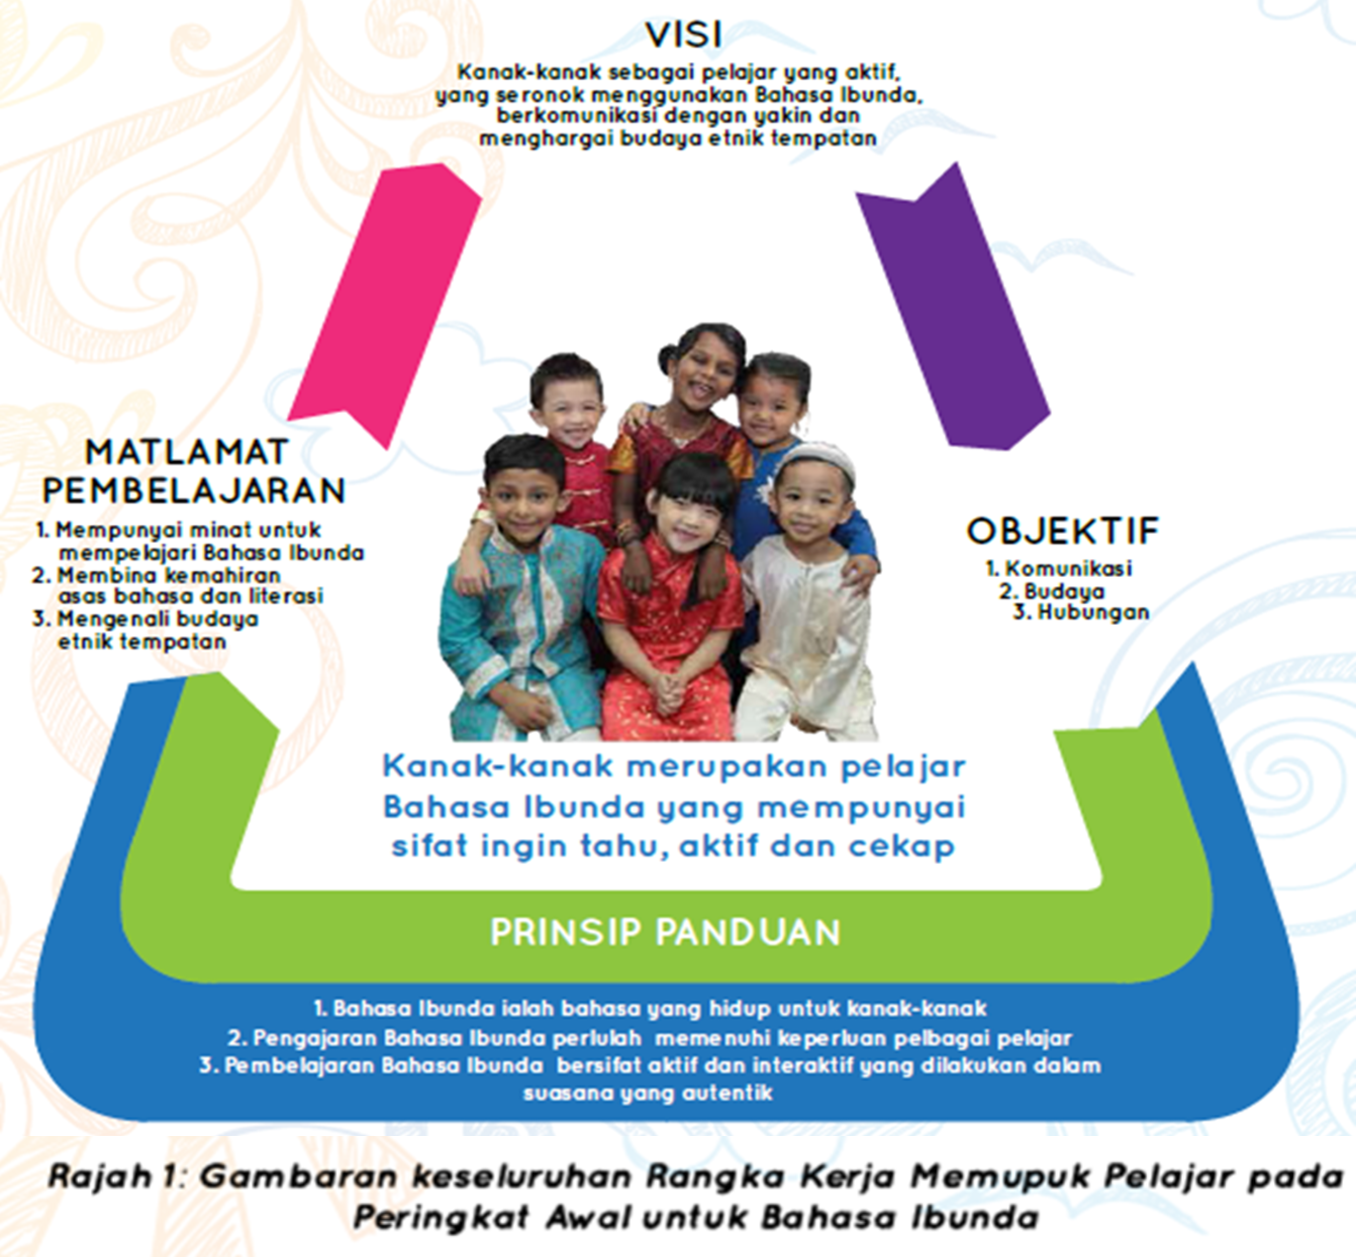 VISI
Kanak-kanak sebagai pelajar yang aktif,
yang seronok menggunakan Bahasa Ibunda,
berkomunikasi dengan yakin dan
menghargai budaya etnik tempatan
MATLAMAT
PEMBELAJARAN
1. Mempunyai minat untuk
mempelajari Bahasa Ibunda
2. Membina kemahiran
asas bahasa dan literasi
3. Mengenali budaya
etnik tempatan
OBJEKTIF
1. Komunikasi
2. Budaya
3. Hubungan
Kanak-kanak merupakan pelajar
Bahasa Ibunda yang mempunyai
sifat ingin tahu, aktif dan cekap
PRINSIP PANDUAN
1. Bahasa Ibunda ialah bahasa yang hidup untuk kanak-kanak
2. Pengajaran Bahasa Ibunda perlulah memenuhi keperluan pelbagai pelajar
3. Pembelajaran Bahasa Ibunda bersifat aktif dan interaktif yang dilakukan dalam
suasana yang autentik
Rajah 1: Gambaran keseluruhan Rangka Kerja Memupuk Pelajar pada
Peringkat Awal untuk Bahasa Ibunda